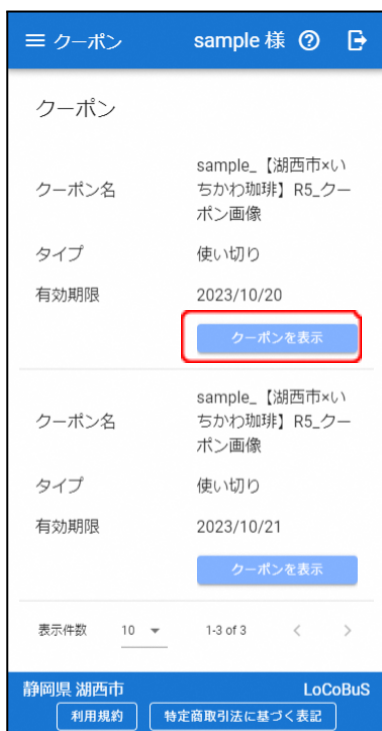 クーポン
sample 様
クーポン
クーポン名
sample_【湖西市×い
ちかわ珈琲】R5_クー
ポン画像
タイプ
使い切り
有効期限
2023/10/20
クーポンを表示
クーポン名
sample_【湖西市×い
ちかわ珈琲】R5_クー
ポン画像
タイプ
使い切り
有効期限
2023/10/21
クーポンを表示
表示件数 10 1-3 of 3
静岡県 湖西市 LoCoBuS
利用規約 特定商取引法に基づく表記